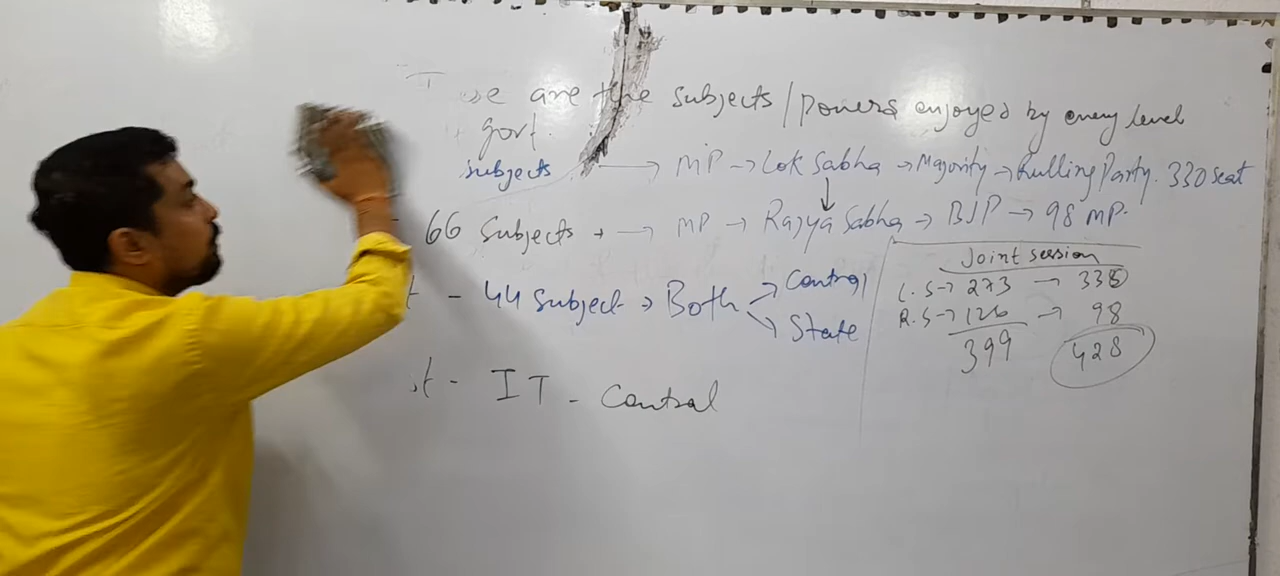 se are the subjects / powers enjoyed by every level
govt.
subjects → MP → Lok Sabha → Majority → Rulling Party. 330 seat
↓
66 Subjects → MP → Rajya Sabha → BJP → 98 MP.
t - 44 Subject → Both → Central
→ State
t - IT - Central
Joint session
L.S → 273 → 330
R.S → 126 → 98
399 428